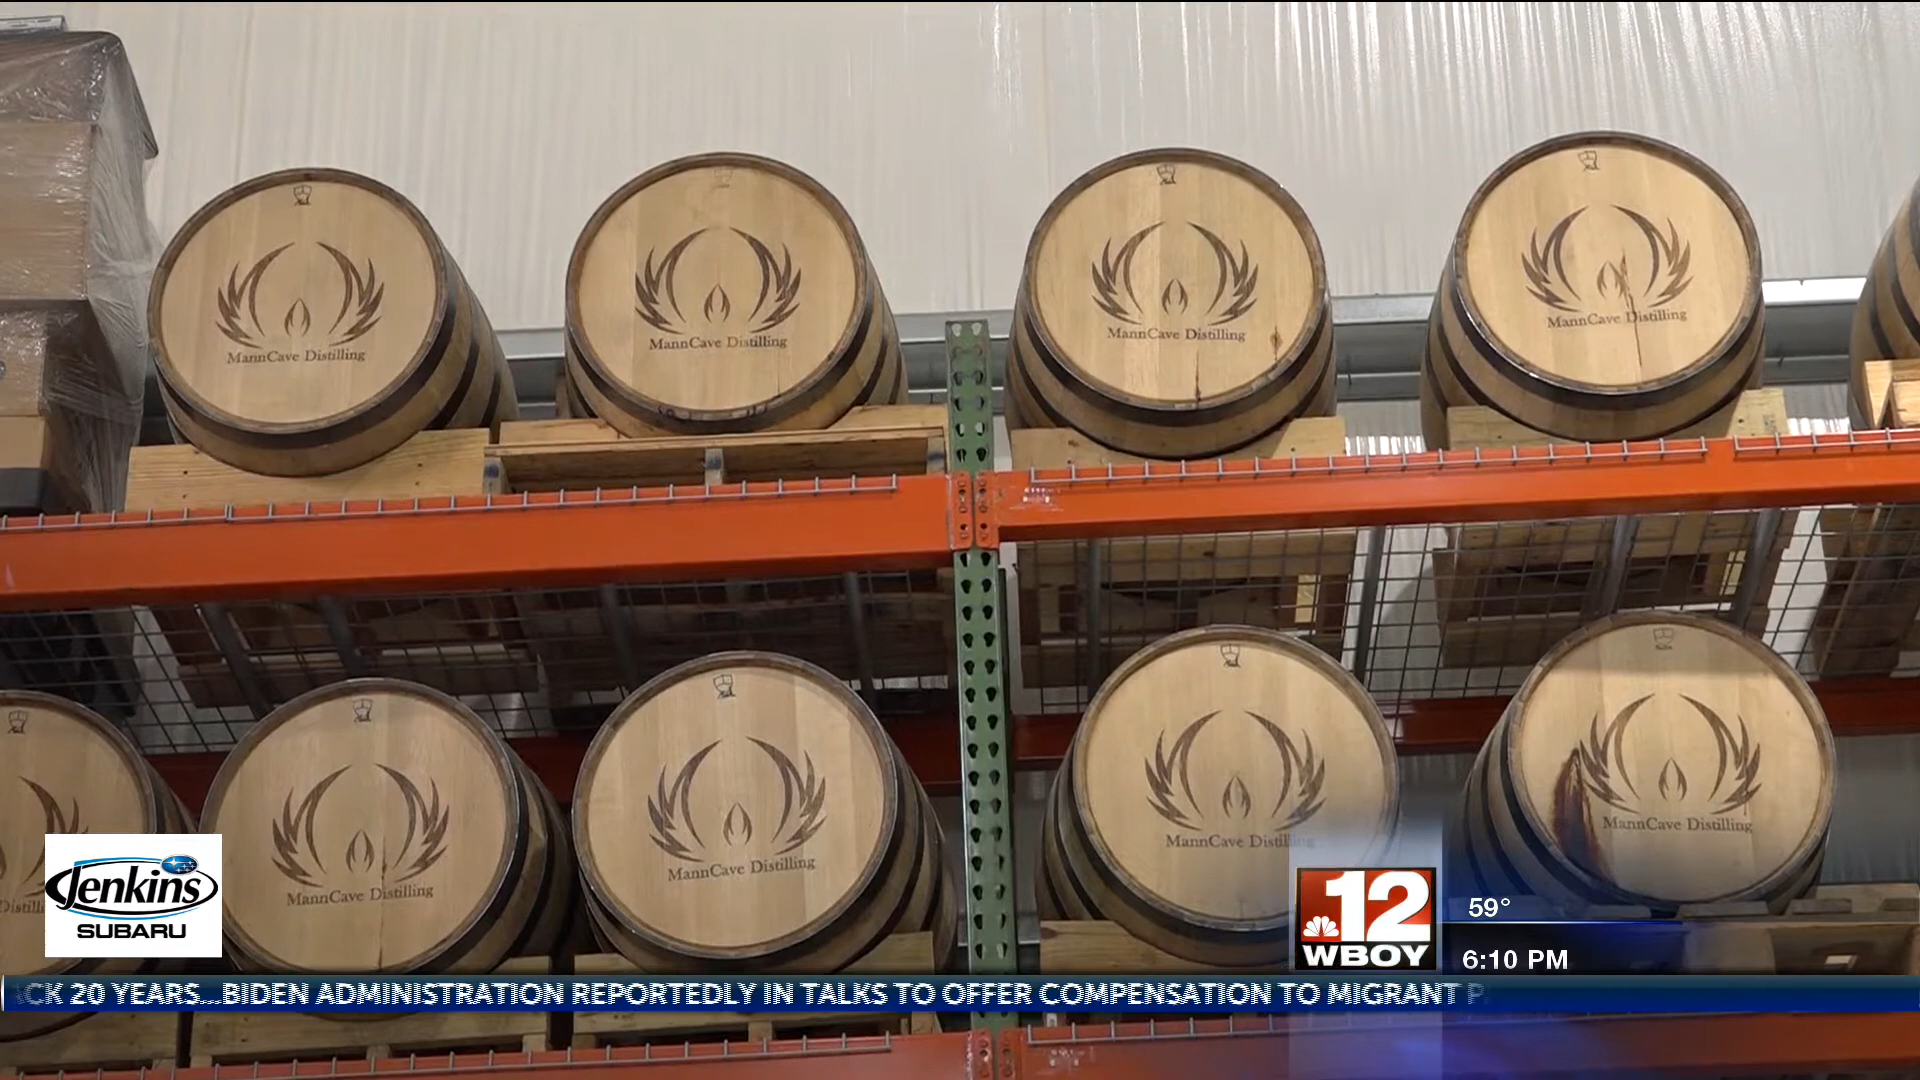 MannCave Distilling
MannCave Distilling
MannCave Distilling
MannCave Distilling
MannCave Distilling
MannCave Distilling
MannCave Distilling
MannCave Distilling
Jenkins
SUBARU
12
WBOY
59°
6:10 PM
CK 20 YEARS...BIDEN ADMINISTRATION REPORTEDLY IN TALKS TO OFFER COMPENSATION TO MIGRANT